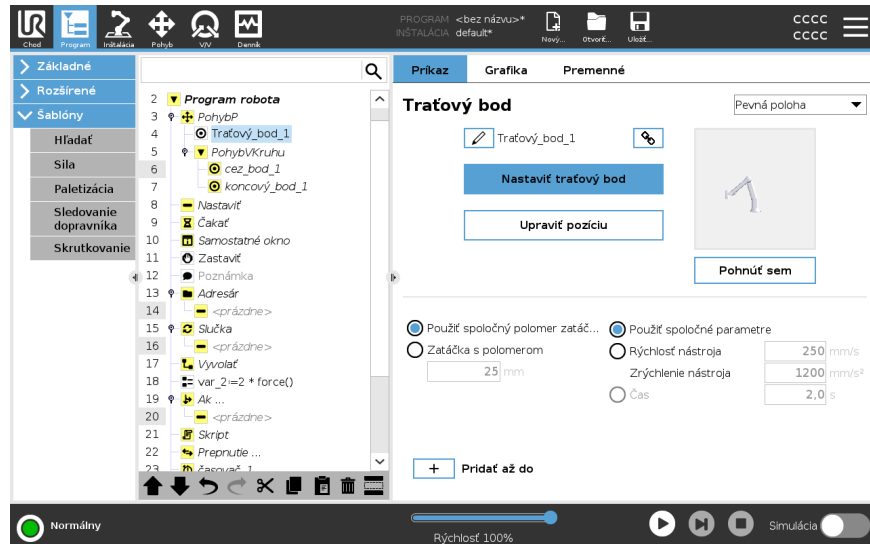 PROGRAM <bez názvu>*
INŠTALÁCIA default*
Chod Program Inštalácia Pohyb V/V Denník
Nový... Otvoriť... Uložiť...
cccc
cccc
Základné
Rozšírené
Šablóny
Hľadať
Sila
Paletizácia
Sledovanie
dopravníka
Skrutkovanie
2 Program robota
3 PohybP
4 Traťový_bod_1
5 PohybVKruhu
6 cez_bod_1
7 koncový_bod_1
8 Nastaviť
9 Čakať
10 Samostatné okno
11 Zastaviť
12 Poznámka
13 Adresár
14 <prázdne>
15 Slučka
16 <prázdne>
17 Vyvolať
18 var_2≔2 * force()
19 Ak ...
20 <prázdne>
21 Skript
22 Prepnutie ...
23 časovač_1
Príkaz Grafika Premenné
Traťový bod
Pevná poloha
Traťový_bod_1
Nastaviť traťový bod
Upraviť pozíciu
Pohnúť sem
Použiť spoločný polomer zatáč...
Zatáčka s polomerom
25 mm
Použiť spoločné parametre
Rýchlosť nástroja 250 mm/s
Zrýchlenie nástroja 1200 mm/s²
Čas 2,0 s
+ Pridať až do
Normálny
Rýchlosť 100%
Simulácia